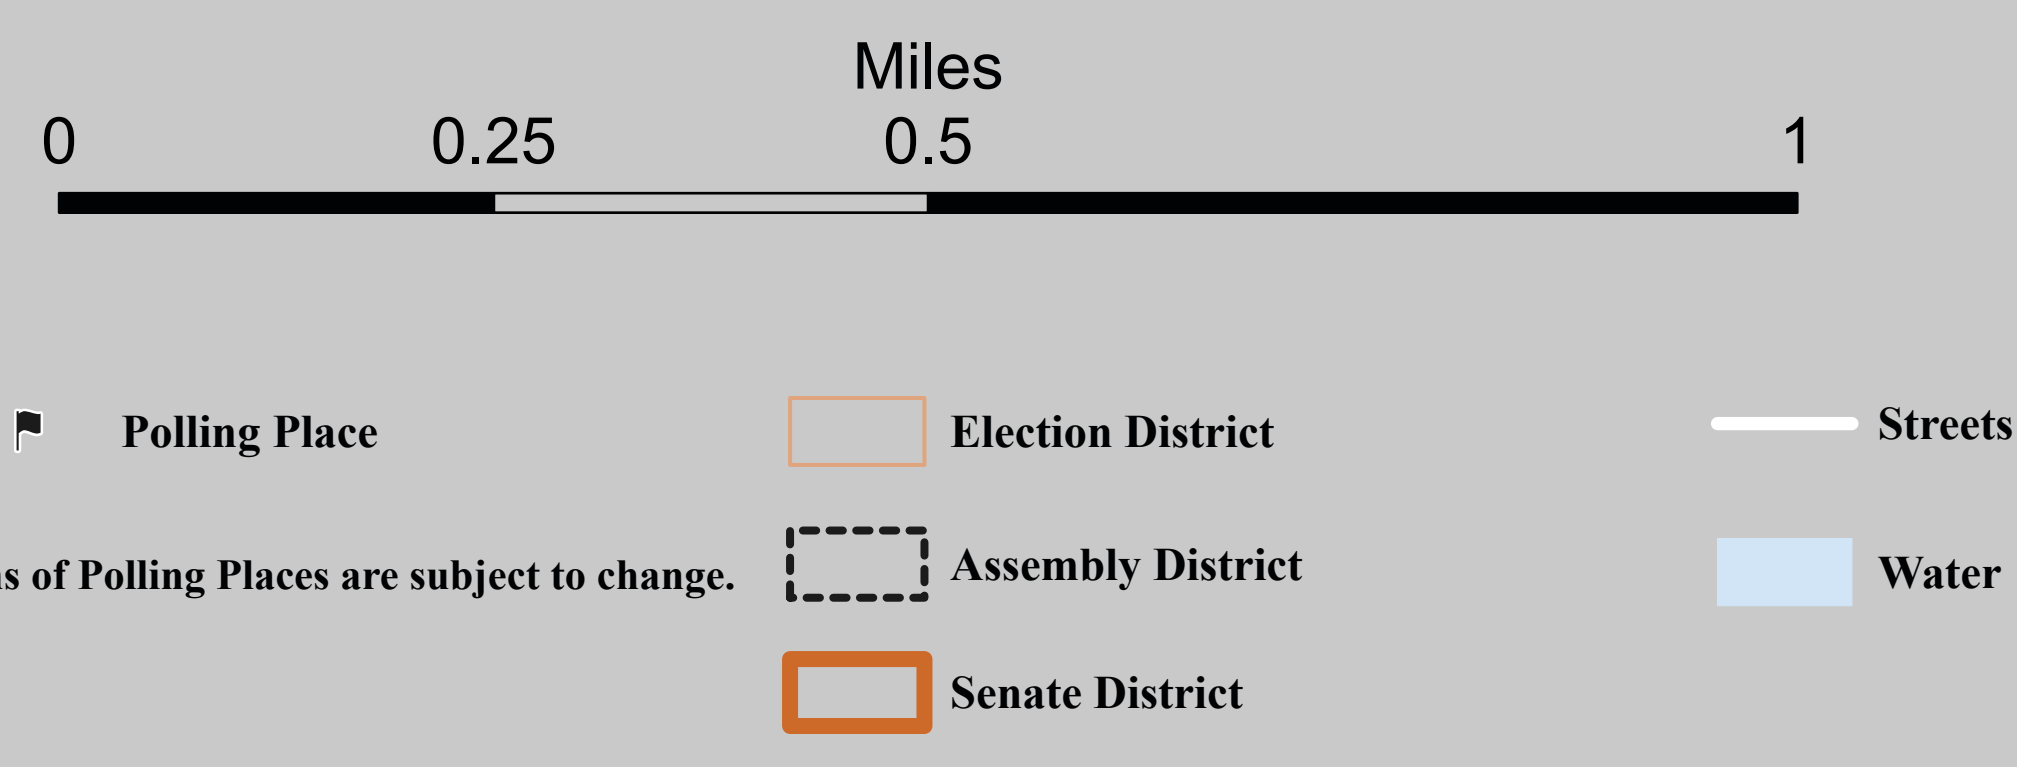 Miles
0 0.25 0.5 1
Polling Place Election District Streets
of Polling Places are subject to change. Assembly District Water
Senate District